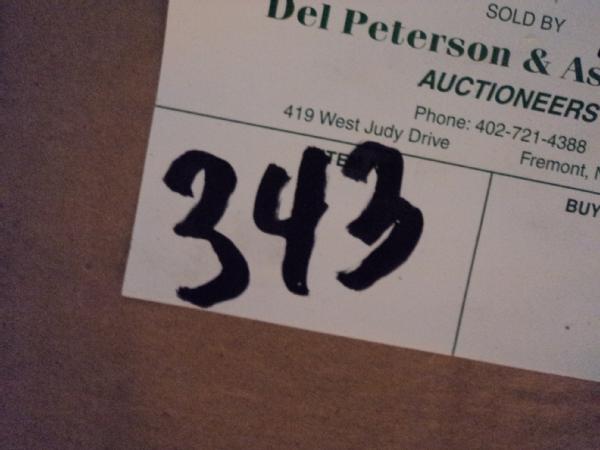 SOLD BY
Del Peterson & As
AUCTIONEERS
Phone: 402-721-4388
419 West Judy Drive
Fremont, N
343
BUY